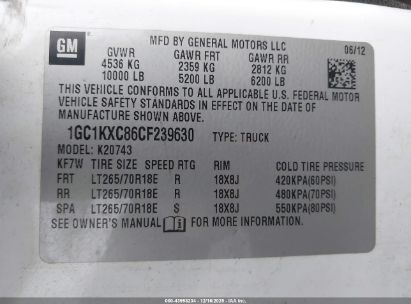 GM
MFD BY GENERAL MOTORS LLC
06/12
GVWR GAWR FRT GAWR RR
4536 KG 2359 KG 2812 KG
10000 LB 5200 LB 6200 LB
THIS VEHICLE CONFORMS TO ALL APPLICABLE U.S. FEDERAL MOTOR
VEHICLE SAFETY STANDARDS IN EFFECT ON THE DATE OF
MANUFACTURE SHOWN ABOVE.
1GC1KXC86CF239630 TYPE: TRUCK
MODEL: K20743
KF7W TIRE SIZE SPEED RTG RIM COLD TIRE PRESSURE
FRT LT265/70R18E R 18X8J 420KPA(60PSI)
RR LT265/70R18E R 18X8J 480KPA(70PSI)
SPA LT265/70R18E S 18X8J 550KPA(80PSI)
SEE OWNER'S MANUAL FOR MORE INFORMATION.